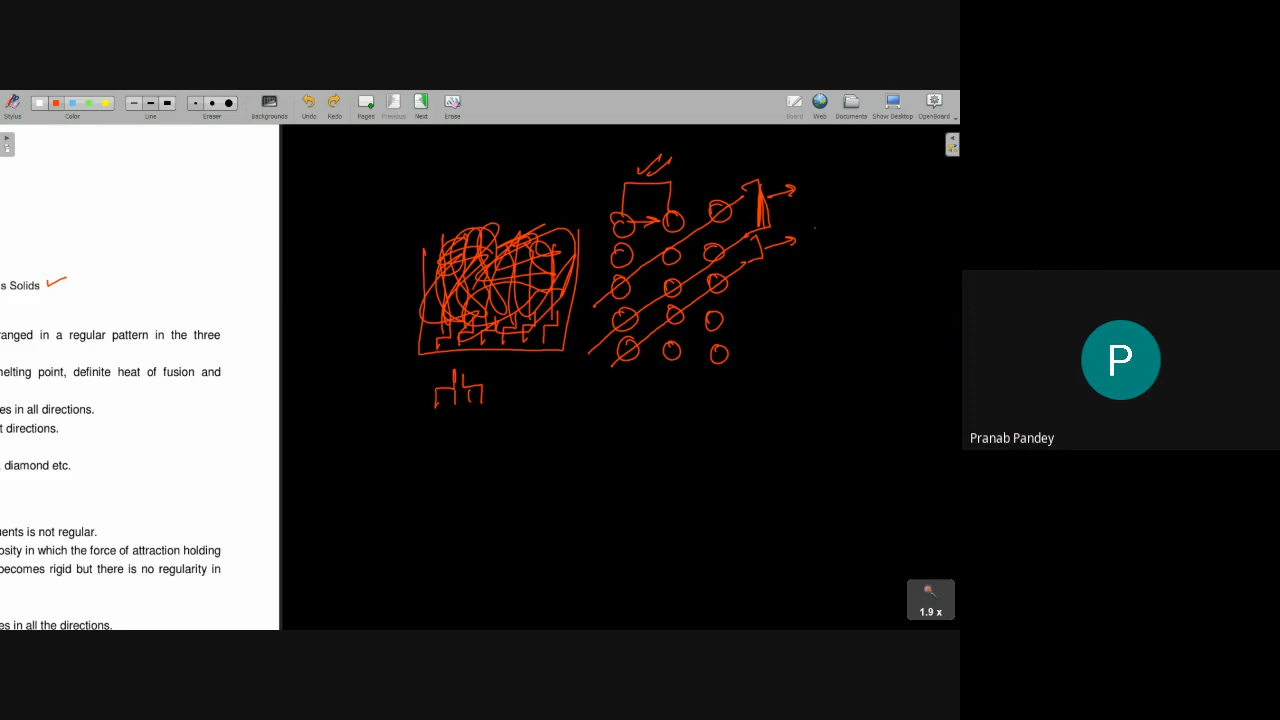 Stylus
Color
Line
Eraser
Backgrounds
Undo
Redo
Pages
Previous
Next
Erase
Board
Web
Documents
Show Desktop
OpenBoard
s Solids
ranged in a regular pattern in the three
nelting point, definite heat of fusion and
es in all directions.
t directions.
diamond etc.
uents is not regular.
osity in which the force of attraction holding
becomes rigid but there is no regularity in
es in all the directions.
1.9 x
P
Pranab Pandey